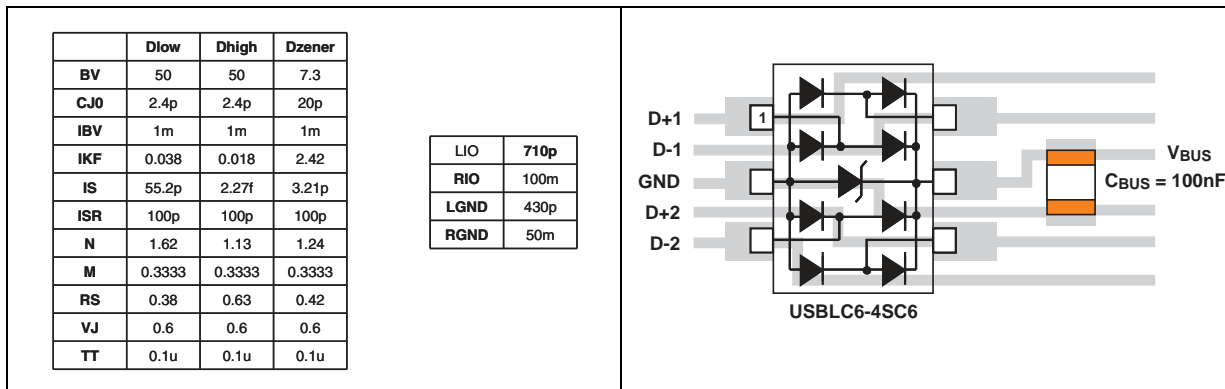 Dlow Dhigh Dzener
BV 50 50 7.3
CJ0 2.4p 2.4p 20p
IBV 1m 1m 1m
IKF 0.038 0.018 2.42
IS 55.2p 2.27f 3.21p
ISR 100p 100p 100p
N 1.62 1.13 1.24
M 0.3333 0.3333 0.3333
RS 0.38 0.63 0.42
VJ 0.6 0.6 0.6
TT 0.1u 0.1u 0.1u
LIO 710p
RIO 100m
LGND 430p
RGND 50m
D+1
1
D-1
GND
D+2
D-2
VBUS
CBUS = 100nF
USBLC6-4SC6